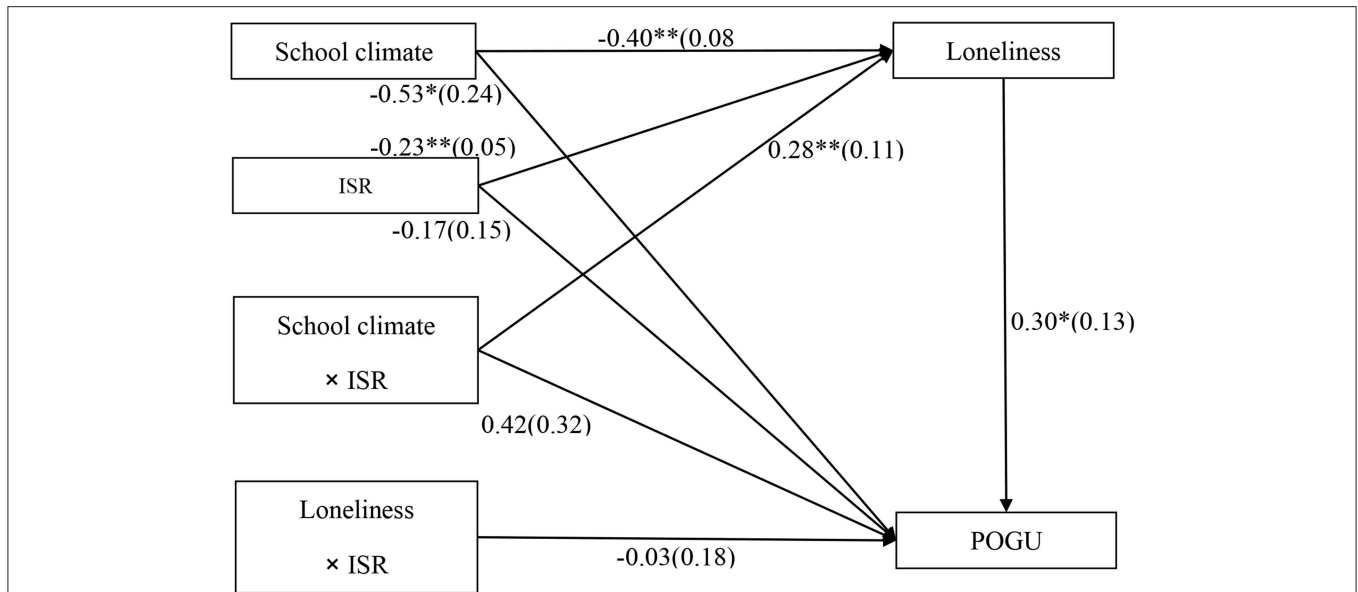 School climate
-0.40**(0.08
Loneliness
-0.53*(0.24)
-0.23**(0.05)
0.28**(0.11)
ISR
-0.17(0.15)
School climate
× ISR
0.30*(0.13)
0.42(0.32)
Loneliness
× ISR
-0.03(0.18)
POGU